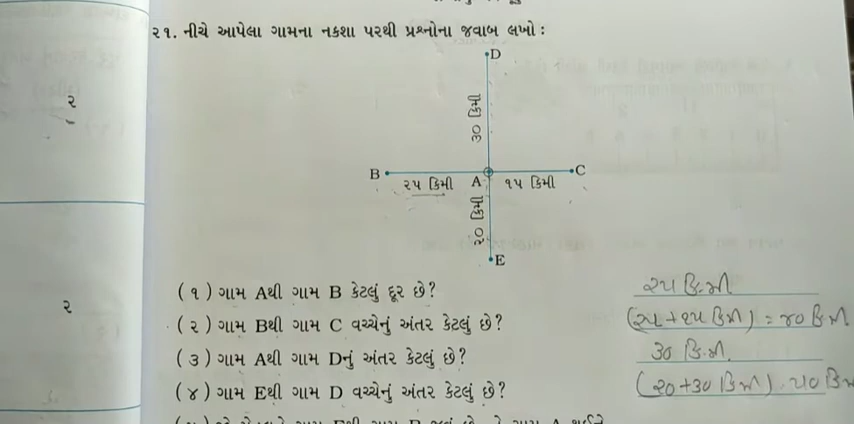 ૨૧. નીચે આપેલા ગામના નકશા પરથી પ્રશ્નોના જવાબ લખો :
D
૩૦ કિમી
૨
B
A
C
૨૫ કિમી
૧૫ કિમી
૨૦ કિમી
E
(૧) ગામ Aથી ગામ B કેટલું દૂર છે? ૨૫ કિ.મી
૨
(૨) ગામ Bથી ગામ C વચ્ચેનું અંતર કેટલું છે? (૨૫+૧૫ કિમી) = ૪૦ કિમી
(૩) ગામ Aથી ગામ Dનું અંતર કેટલું છે? ૩૦ કિ.મી.
(૪) ગામ Eથી ગામ D વચ્ચેનું અંતર કેટલું છે? (૨૦+૩૦ કિમી) ૫૦ કિમ